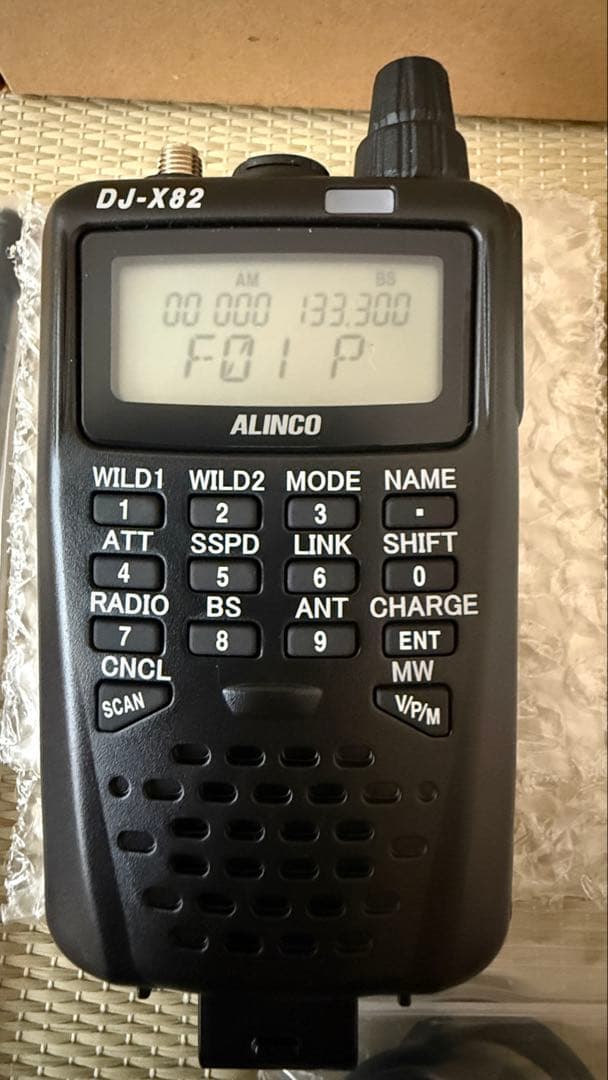 DJ-X82
AM BS
00 000 133.300
F01 P
ALINCO
WILD1 WILD2 MODE NAME
1 2 3 .
ATT SSPD LINK SHIFT
4 5 6 0
RADIO BS ANT CHARGE
7 8 9 ENT
CNCL MW
SCAN V/P/M